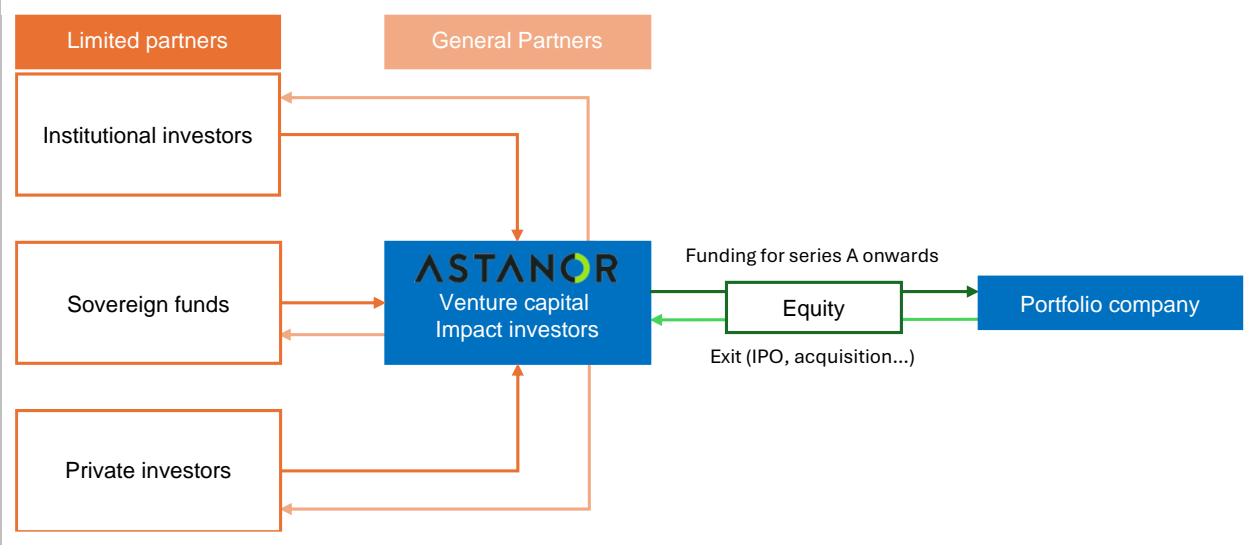 Limited partners
General Partners
Institutional investors
Sovereign funds
Private investors
ASTANOR
Venture capital
Impact investors
Funding for series A onwards
Equity
Exit (IPO, acquisition...)
Portfolio company